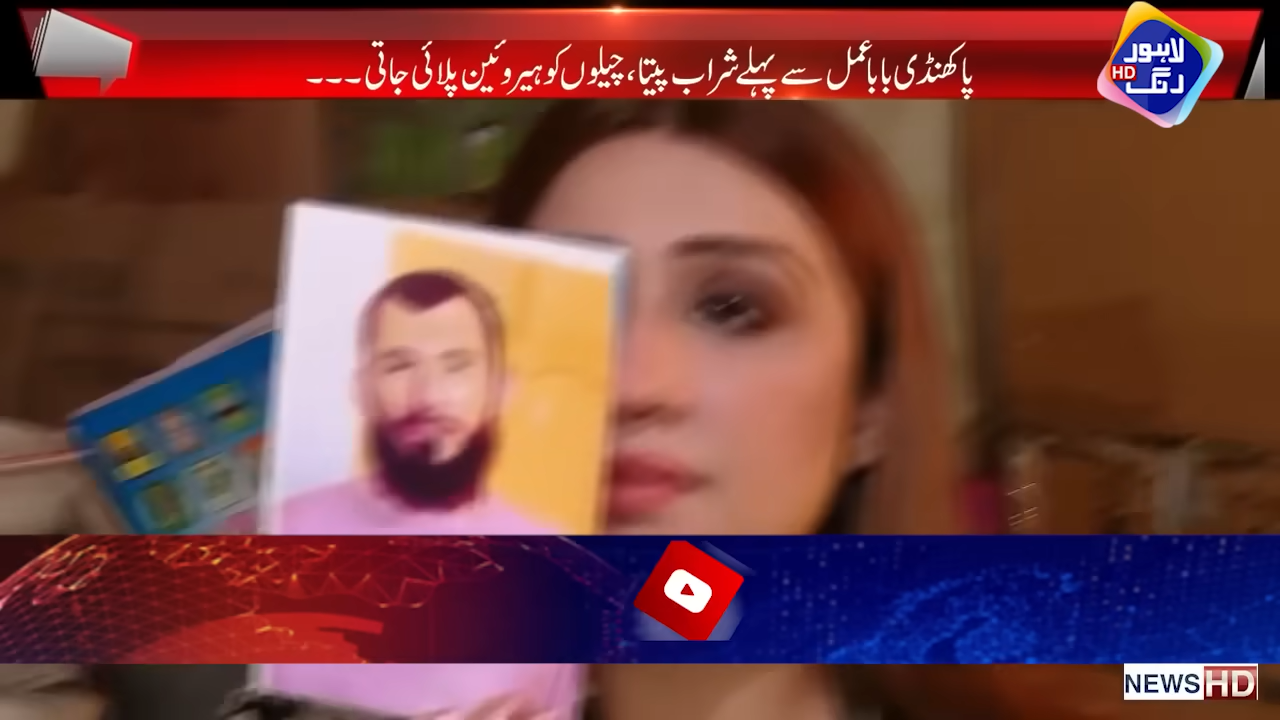 پاکھنڈی بابا عمل سے پہلے شراب پیتا، چیلوں کو ہیروئین پلائی جاتی ۔۔۔
لاہور
HD
رنگ
NEWS HD